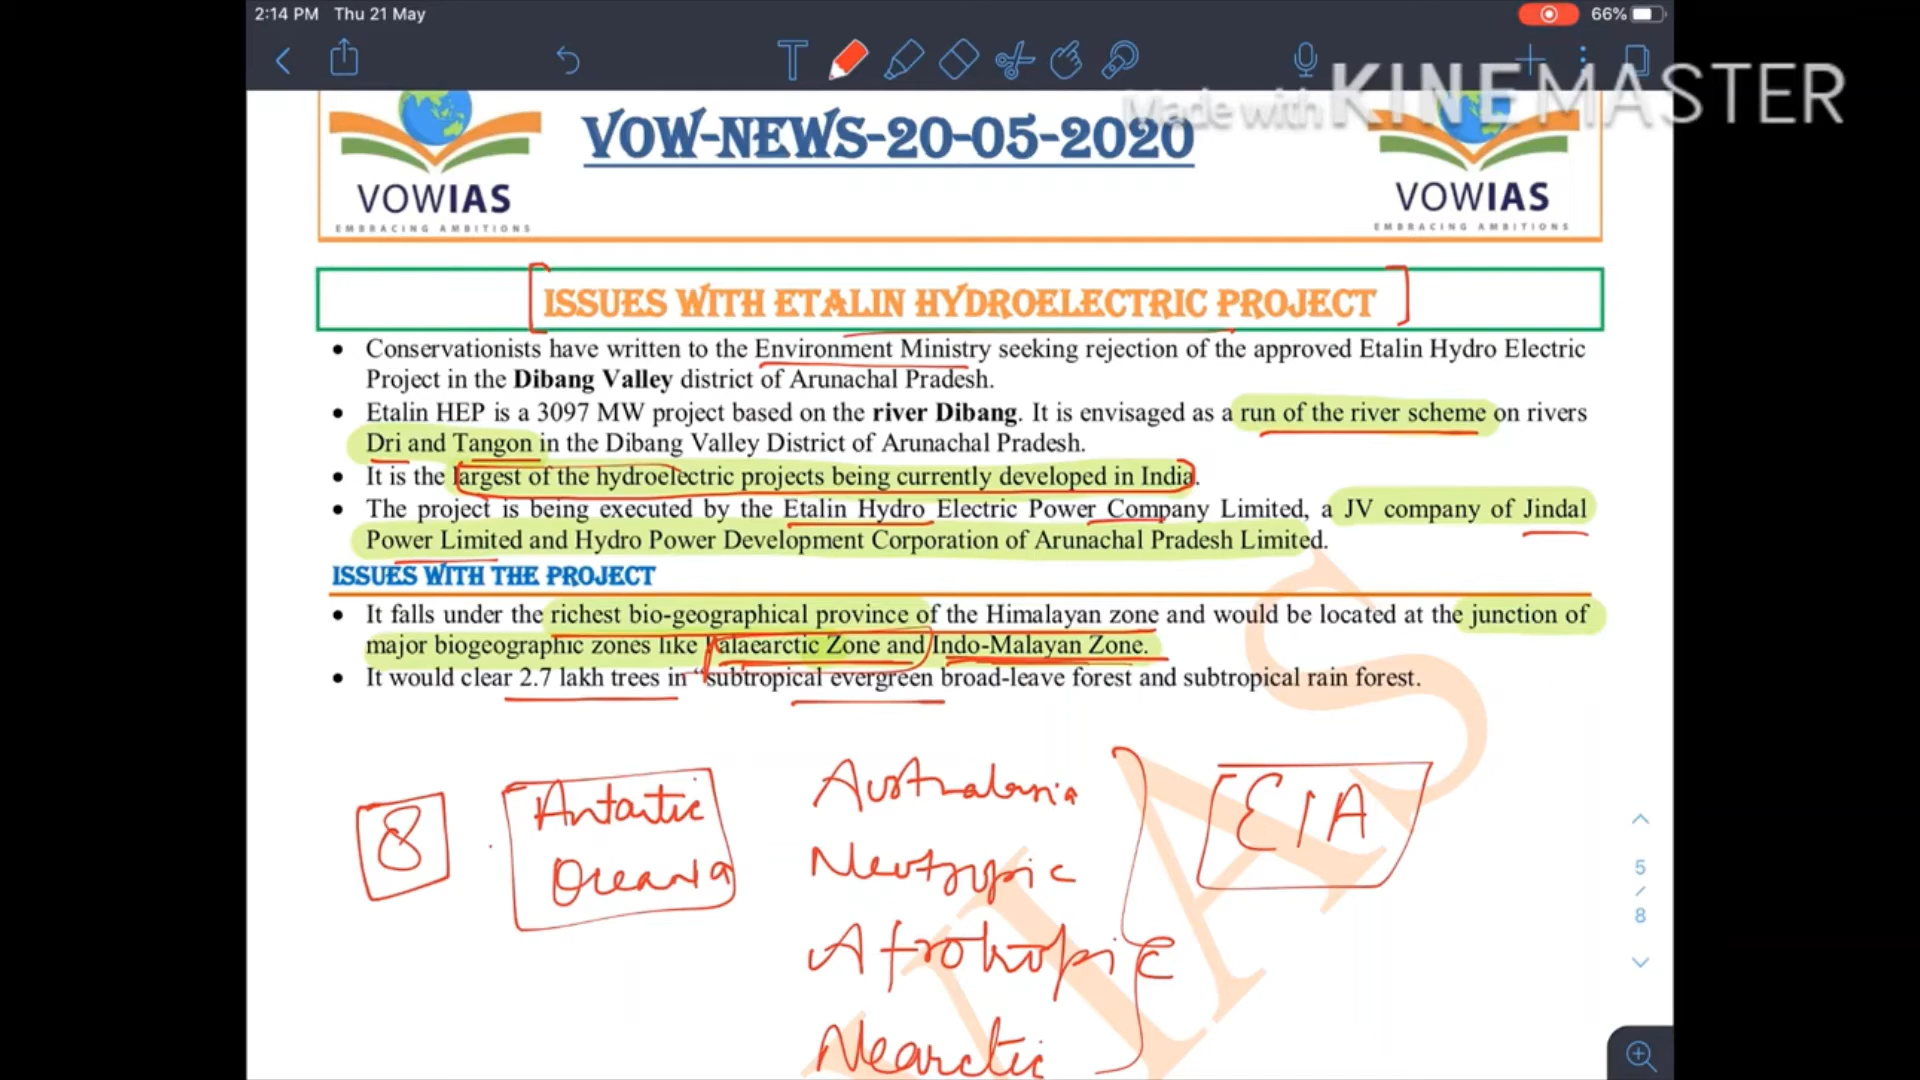 2:14 PM Thu 21 May
66%
Made with KINEMASTER
VOW-NEWS-20-05-2020
VOWIAS
EMBRACING AMBITIONS
VOWIAS
EMBRACING AMBITIONS
ISSUES WITH ETALIN HYDROELECTRIC PROJECT
• Conservationists have written to the Environment Ministry seeking rejection of the approved Etalin Hydro Electric
Project in the Dibang Valley district of Arunachal Pradesh.
• Etalin HEP is a 3097 MW project based on the river Dibang. It is envisaged as a run of the river scheme on rivers
Dri and Tangon in the Dibang Valley District of Arunachal Pradesh.
• It is the largest of the hydroelectric projects being currently developed in India.
• The project is being executed by the Etalin Hydro Electric Power Company Limited, a JV company of Jindal
Power Limited and Hydro Power Development Corporation of Arunachal Pradesh Limited.
ISSUES WITH THE PROJECT
• It falls under the richest bio-geographical province of the Himalayan zone and would be located at the junction of
major biogeographic zones like Palaearctic Zone and Indo-Malayan Zone.
• It would clear 2.7 lakh trees in “subtropical evergreen broad-leave forest and subtropical rain forest.
8
Antartic
Oceania
Australasia
Neotropic
Afrotropic
Nearctic
EIA
5
/
8
IAS